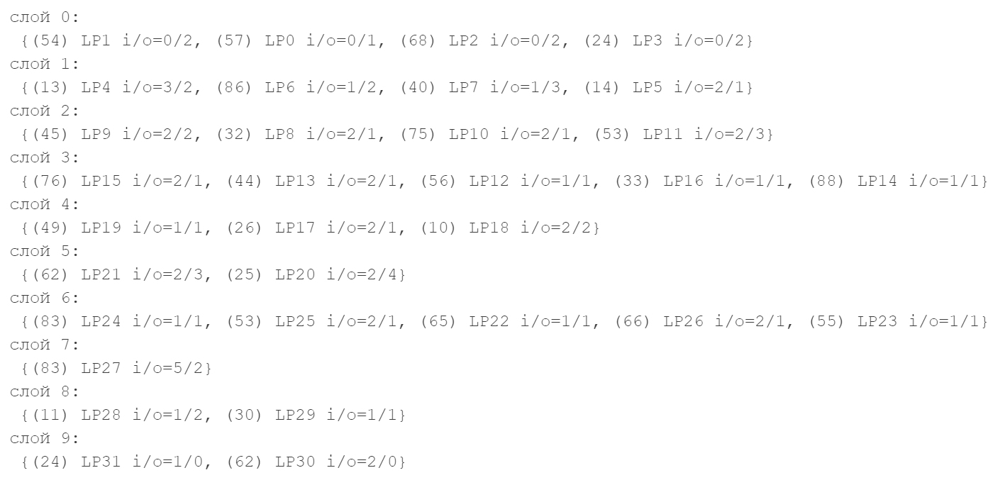 слой 0:
{(54) LP1 i/o=0/2, (57) LP0 i/o=0/1, (68) LP2 i/o=0/2, (24) LP3 i/o=0/2}
слой 1:
{(13) LP4 i/o=3/2, (86) LP6 i/o=1/2, (40) LP7 i/o=1/3, (14) LP5 i/o=2/1}
слой 2:
{(45) LP9 i/o=2/2, (32) LP8 i/o=2/1, (75) LP10 i/o=2/1, (53) LP11 i/o=2/3}
слой 3:
{(76) LP15 i/o=2/1, (44) LP13 i/o=2/1, (56) LP12 i/o=1/1, (33) LP16 i/o=1/1, (88) LP14 i/o=1/1}
слой 4:
{(49) LP19 i/o=1/1, (26) LP17 i/o=2/1, (10) LP18 i/o=2/2}
слой 5:
{(62) LP21 i/o=2/3, (25) LP20 i/o=2/4}
слой 6:
{(83) LP24 i/o=1/1, (53) LP25 i/o=2/1, (65) LP22 i/o=1/1, (66) LP26 i/o=2/1, (55) LP23 i/o=1/1}
слой 7:
{(83) LP27 i/o=5/2}
слой 8:
{(11) LP28 i/o=1/2, (30) LP29 i/o=1/1}
слой 9:
{(24) LP31 i/o=1/0, (62) LP30 i/o=2/0}